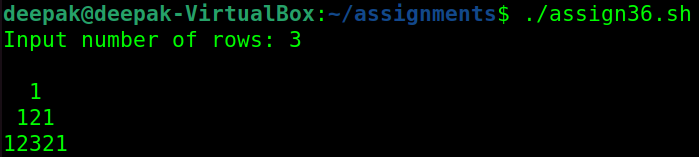 deepak@deepak-VirtualBox:~/assignments$ ./assign36.sh
Input number of rows: 3

  1
 121
12321